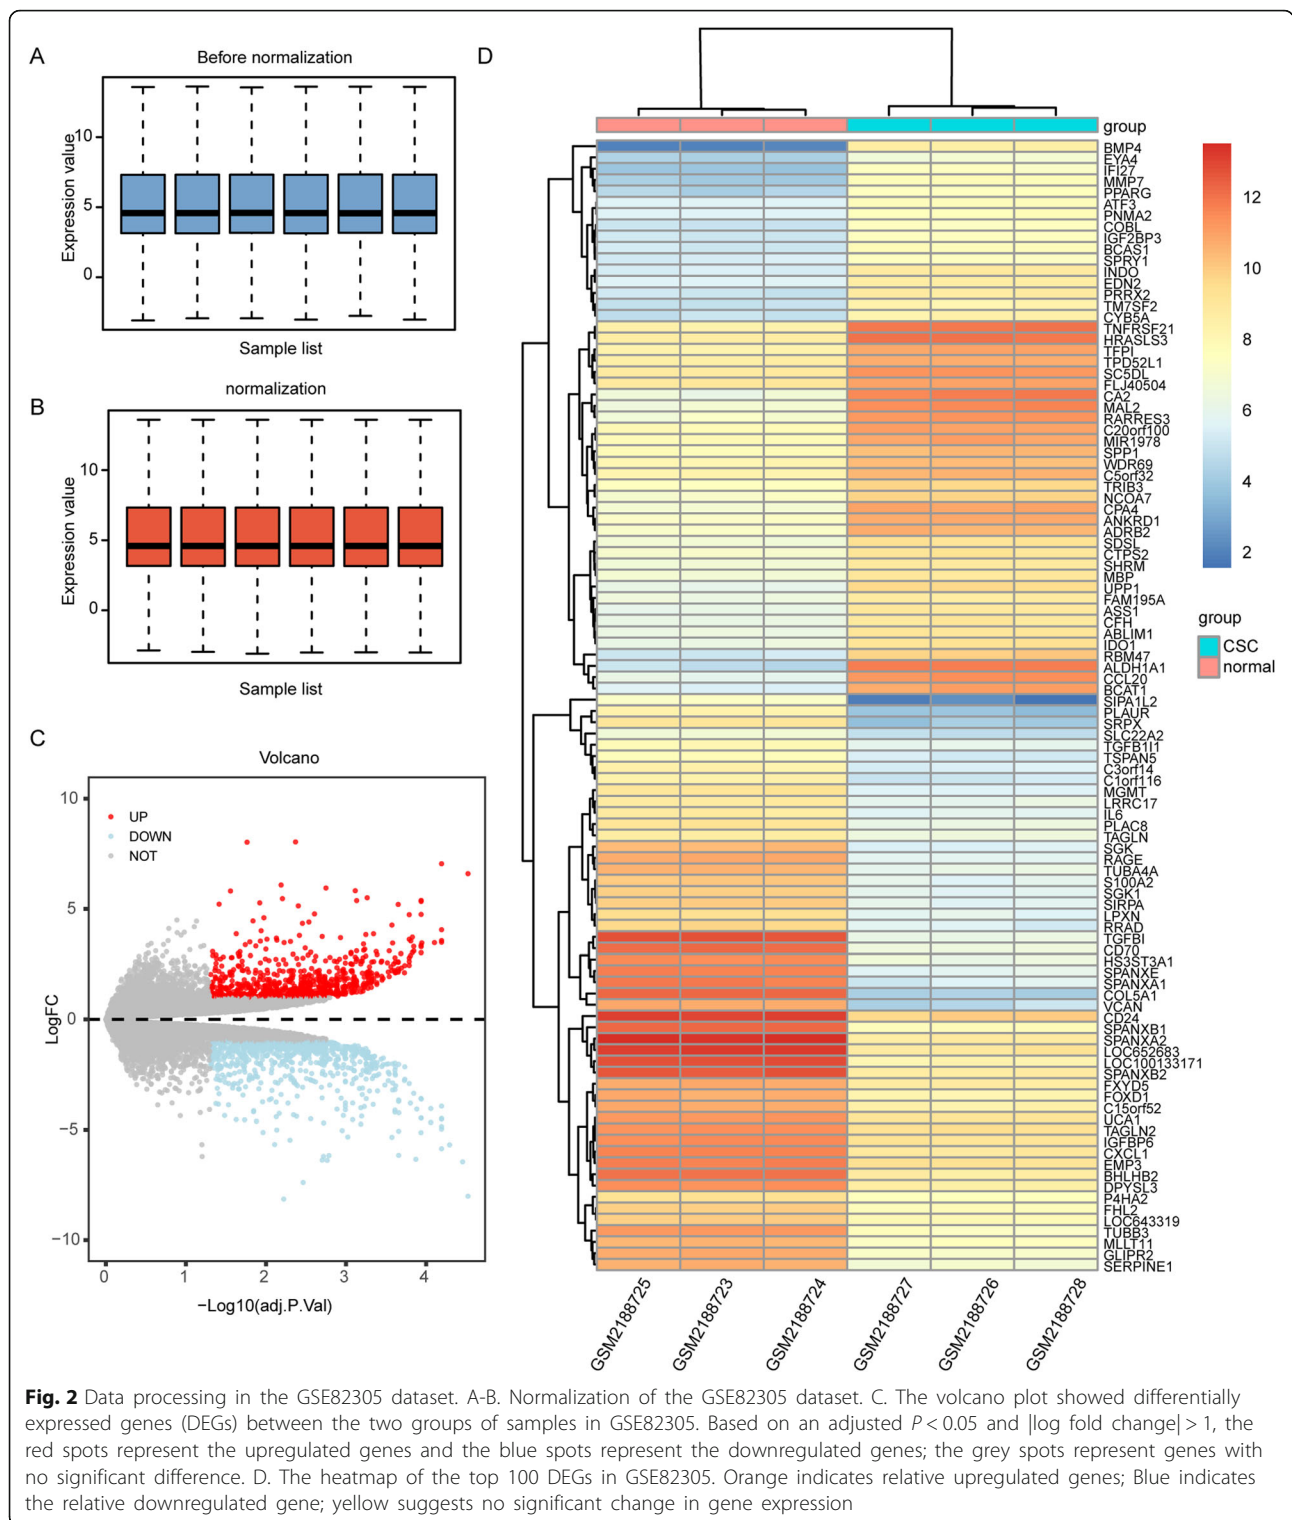 A
Before normalization
Expression value
10
5
0
Sample list
B
normalization
Expression value
10
5
0
Sample list
C
Volcano
LogFC
10
5
0
−5
−10
UP
DOWN
NOT
0 1 2 3 4
−Log10(adj.P.Val)
D
group
BMP4
EYA4
IFI27
MMP7
PPARG
ATF3
PNMA2
COBL
IGF2BP3
BCAS1
SPRY1
INDO
EDN2
PRRX2
TM7SF2
CYB5A
TNFRSF21
HRASLS3
TFPI
TPD52L1
SC5DL
FLJ40504
CA2
MAL2
RARRES3
C20orf100
MIR1978
SPP1
WDR69
C5orf32
TRIB3
NCOA7
CPA4
ANKRD1
ADRB2
SDSL
CTPS2
SHRM
MBP
UPP1
FAM195A
ASS1
CFH
ABLIM1
IDO1
RBM47
ALDH1A1
CCL20
BCAT1
SIPA1L2
PLAUR
SRPX
SLC22A2
TGFB1I1
TSPAN5
C3orf14
C1orf116
MGMT
LRRC17
IL6
PLAC8
TAGLN
SGK
RAGE
TUBA4A
S100A2
SGK1
SIRPA
LPXN
RRAD
TGFBI
CD70
HS3ST3A1
SPANXE
SPANXA1
COL5A1
VCAN
CD24
SPANXB1
SPANXA2
LOC652683
LOC100133171
SPANXB2
FXYD5
FOXD1
C15orf52
UCA1
TAGLN2
IGFBP6
CXCL1
EMP3
BHLHB2
DPYSL3
P4HA2
FHL2
LOC643319
TUBB3
MLLT11
GLIPR2
SERPINE1
GSM2188725
GSM2188723
GSM2188724
GSM2188727
GSM2188726
GSM2188728
12
10
8
6
4
2
group
CSC
normal
Fig. 2 Data processing in the GSE82305 dataset. A-B. Normalization of the GSE82305 dataset. C. The volcano plot showed differentially
expressed genes (DEGs) between the two groups of samples in GSE82305. Based on an adjusted P < 0.05 and |log fold change| > 1, the
red spots represent the upregulated genes and the blue spots represent the downregulated genes; the grey spots represent genes with
no significant difference. D. The heatmap of the top 100 DEGs in GSE82305. Orange indicates relative upregulated genes; Blue indicates
the relative downregulated gene; yellow suggests no significant change in gene expression